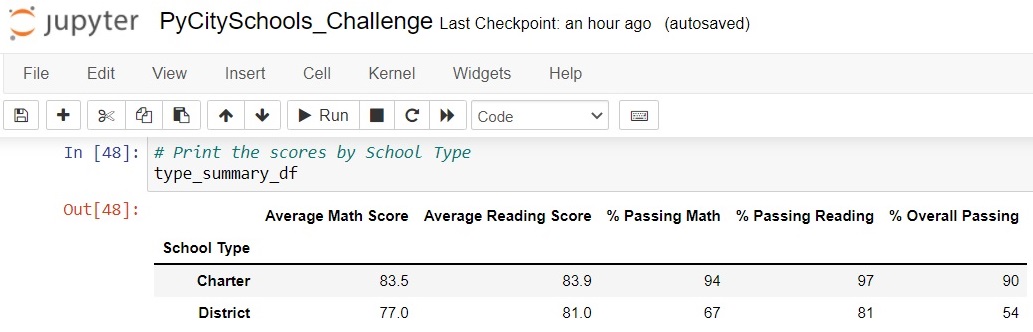 jupyter PyCitySchools_Challenge Last Checkpoint: an hour ago (autosaved)
File Edit View Insert Cell Kernel Widgets Help
Run Code
In [48]: # Print the scores by School Type
type_summary_df
Out[48]:
Average Math Score Average Reading Score % Passing Math % Passing Reading % Overall Passing
School Type
Charter 83.5 83.9 94 97 90
District 77.0 81.0 67 81 54